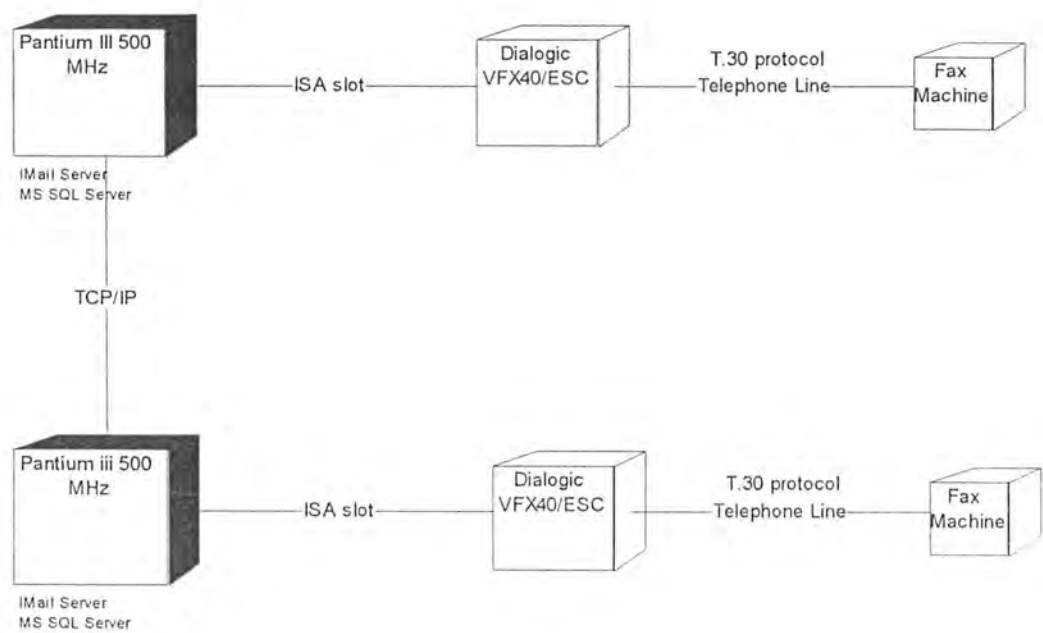 Pantium III 500
MHz
ISA slot
Dialogic
VFX40/ESC
T.30 protocol
Telephone Line
Fax
Machine
IMail Server
MS SQL Server
TCP/IP
Pantium iii 500
MHz
ISA slot
Dialogic
VFX40/ESC
T.30 protocol
Telephone Line
Fax
Machine
IMail Server
MS SQL Server